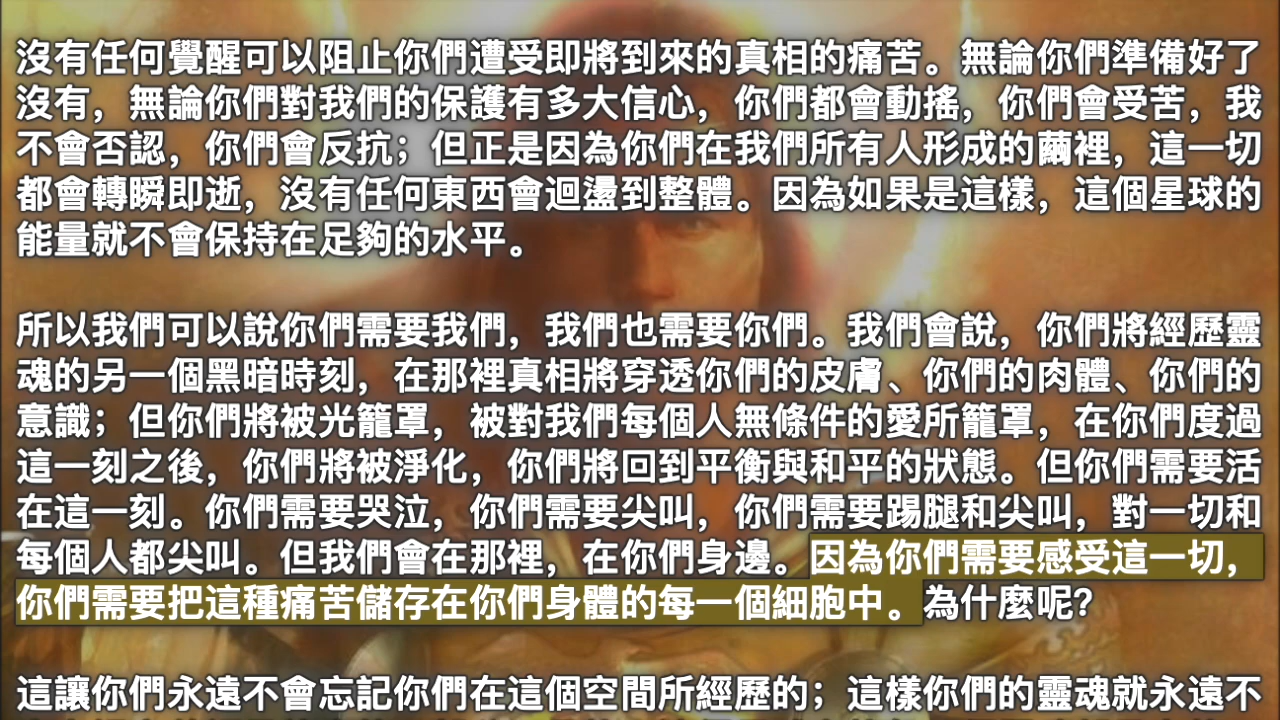 沒有任何覺醒可以阻止你們遭受即將到來的真相的痛苦。無論你們準備好了
沒有，無論你們對我們的保護有多大信心，你們都會動搖，你們會受苦，我
不會否認，你們會反抗；但正是因為你們在我們所有人形成的繭裡，這一切
都會轉瞬即逝，沒有任何東西會迴盪到整體。因為如果是這樣，這個星球的
能量就不會保持在足夠的水平。
所以我們可以說你們需要我們，我們也需要你們。我們會說，你們將經歷靈
魂的另一個黑暗時刻，在那裡真相將穿透你們的皮膚、你們的肉體、你們的
意識；但你們將被光籠罩，被對我們每個人無條件的愛所籠罩，在你們度過
這一刻之後，你們將被淨化，你們將回到平衡與和平的狀態。但你們需要活
在這一刻。你們需要哭泣，你們需要尖叫，你們需要踢腿和尖叫，對一切和
每個人都尖叫。但我們會在那裡，在你們身邊。因為你們需要感受這一切，
你們需要把這種痛苦儲存在你們身體的每一個細胞中。為什麼呢？
這讓你們永遠不會忘記你們在這個空間所經歷的；這樣你們的靈魂就永遠不